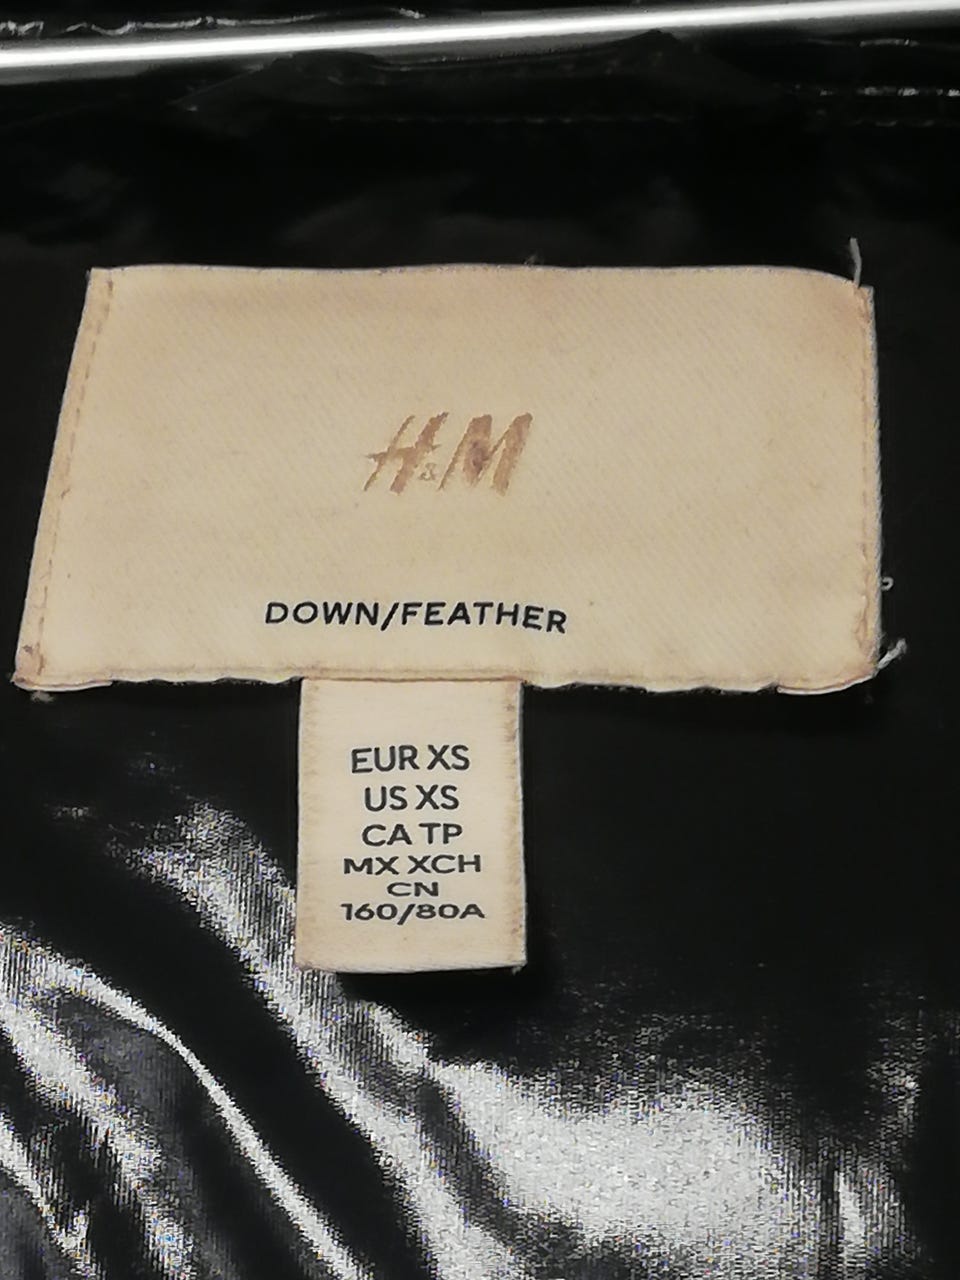 H&M
DOWN/FEATHER
EUR XS
US XS
CA TP
MX XCH
CN
160/80A